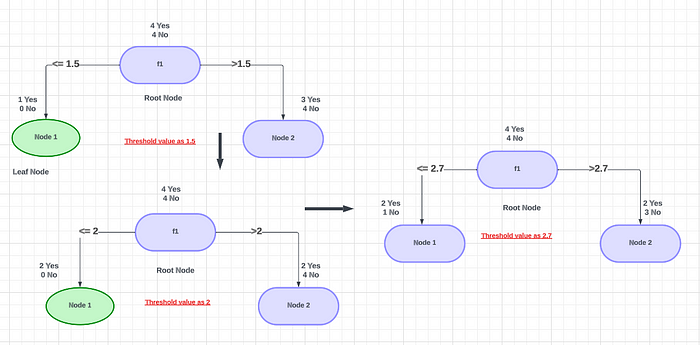 4 Yes
4 No
<= 1.5
f1
>1.5
Root Node
1 Yes
0 No
3 Yes
4 No
Node 1
Node 2
Threshold value as 1.5
Leaf Node
4 Yes
4 No
<= 2
f1
>2
Root Node
2 Yes
0 No
2 Yes
4 No
Node 1
Node 2
Threshold value as 2
4 Yes
4 No
<= 2.7
f1
>2.7
Root Node
2 Yes
1 No
2 Yes
3 No
Node 1
Node 2
Threshold value as 2.7